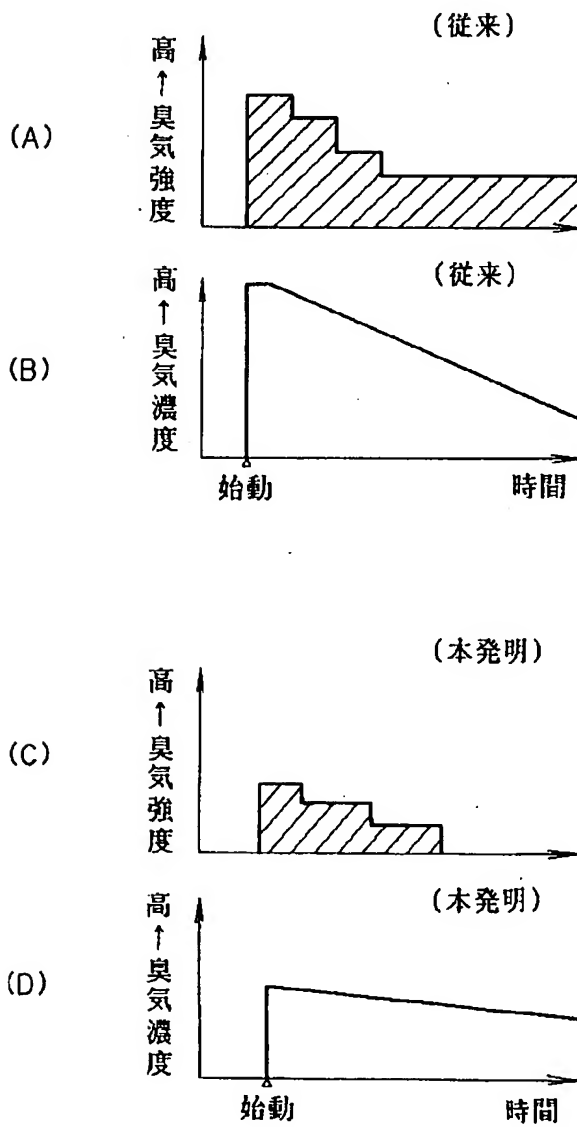 (従来)
(A)
高←臭気強度
(従来)
(B)
高←臭気濃度
始動
時間
(本発明)
(C)
高←臭気強度
(本発明)
(D)
高←臭気濃度
始動
時間